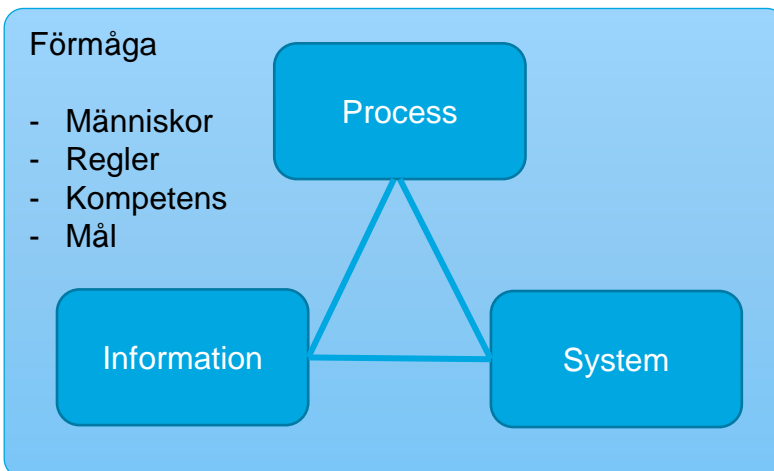 Förmåga
- Människor
- Regler
- Kompetens
- Mål
Process
Information
System